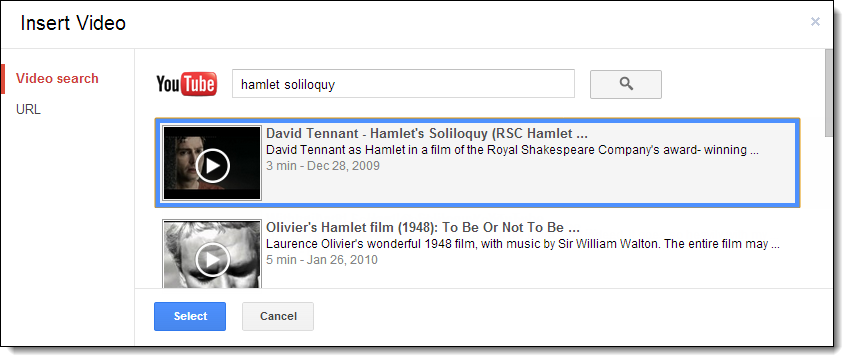 Insert Video
Video search
URL
YouTube
hamlet soliloquy
David Tennant - Hamlet's Soliloquy (RSC Hamlet ...
David Tennant as Hamlet in a film of the Royal Shakespeare Company's award- winning ...
3 min - Dec 28, 2009
Olivier's Hamlet film (1948): To Be Or Not To Be ...
Laurence Olivier's wonderful 1948 film, with music by Sir William Walton. The entire film may ...
5 min - Jan 26, 2010
Select
Cancel